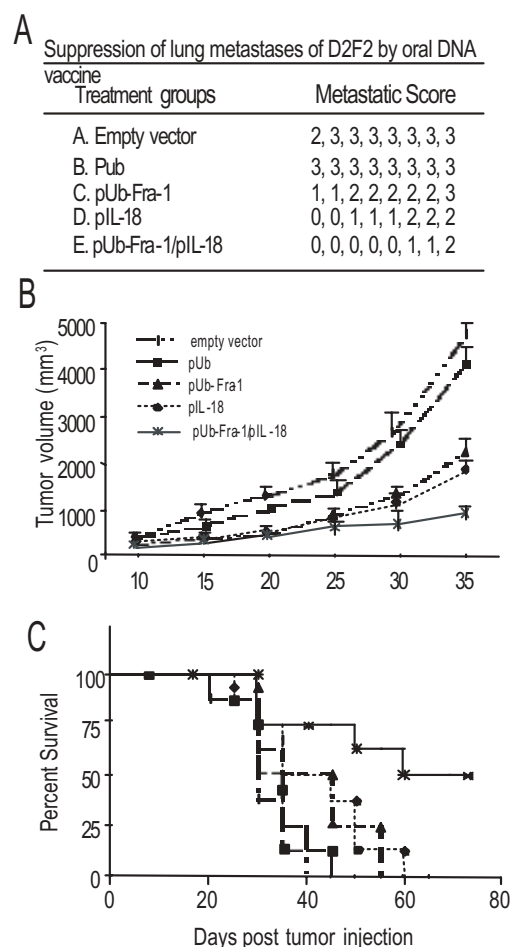 A
Suppression of lung metastases of D2F2 by oral DNA
vaccine
Treatment groups Metastatic Score
A. Empty vector 2, 3, 3, 3, 3, 3, 3, 3
B. Pub 3, 3, 3, 3, 3, 3, 3, 3
C. pUb-Fra-1 1, 1, 2, 2, 2, 2, 2, 3
D. pIL-18 0, 0, 1, 1, 1, 2, 2, 2
E. pUb-Fra-1/pIL-18 0, 0, 0, 0, 0, 1, 1, 2
B
Tumor volume (mm³)
5000
4000
3000
2000
1000
0
empty vector
pUb
pUb-Fra1
pIL-18
pUb-Fra-1/pIL-18
10 15 20 25 30 35
C
Percent Survival
100
75
50
25
0
0 20 40 60 80
Days post tumor injection